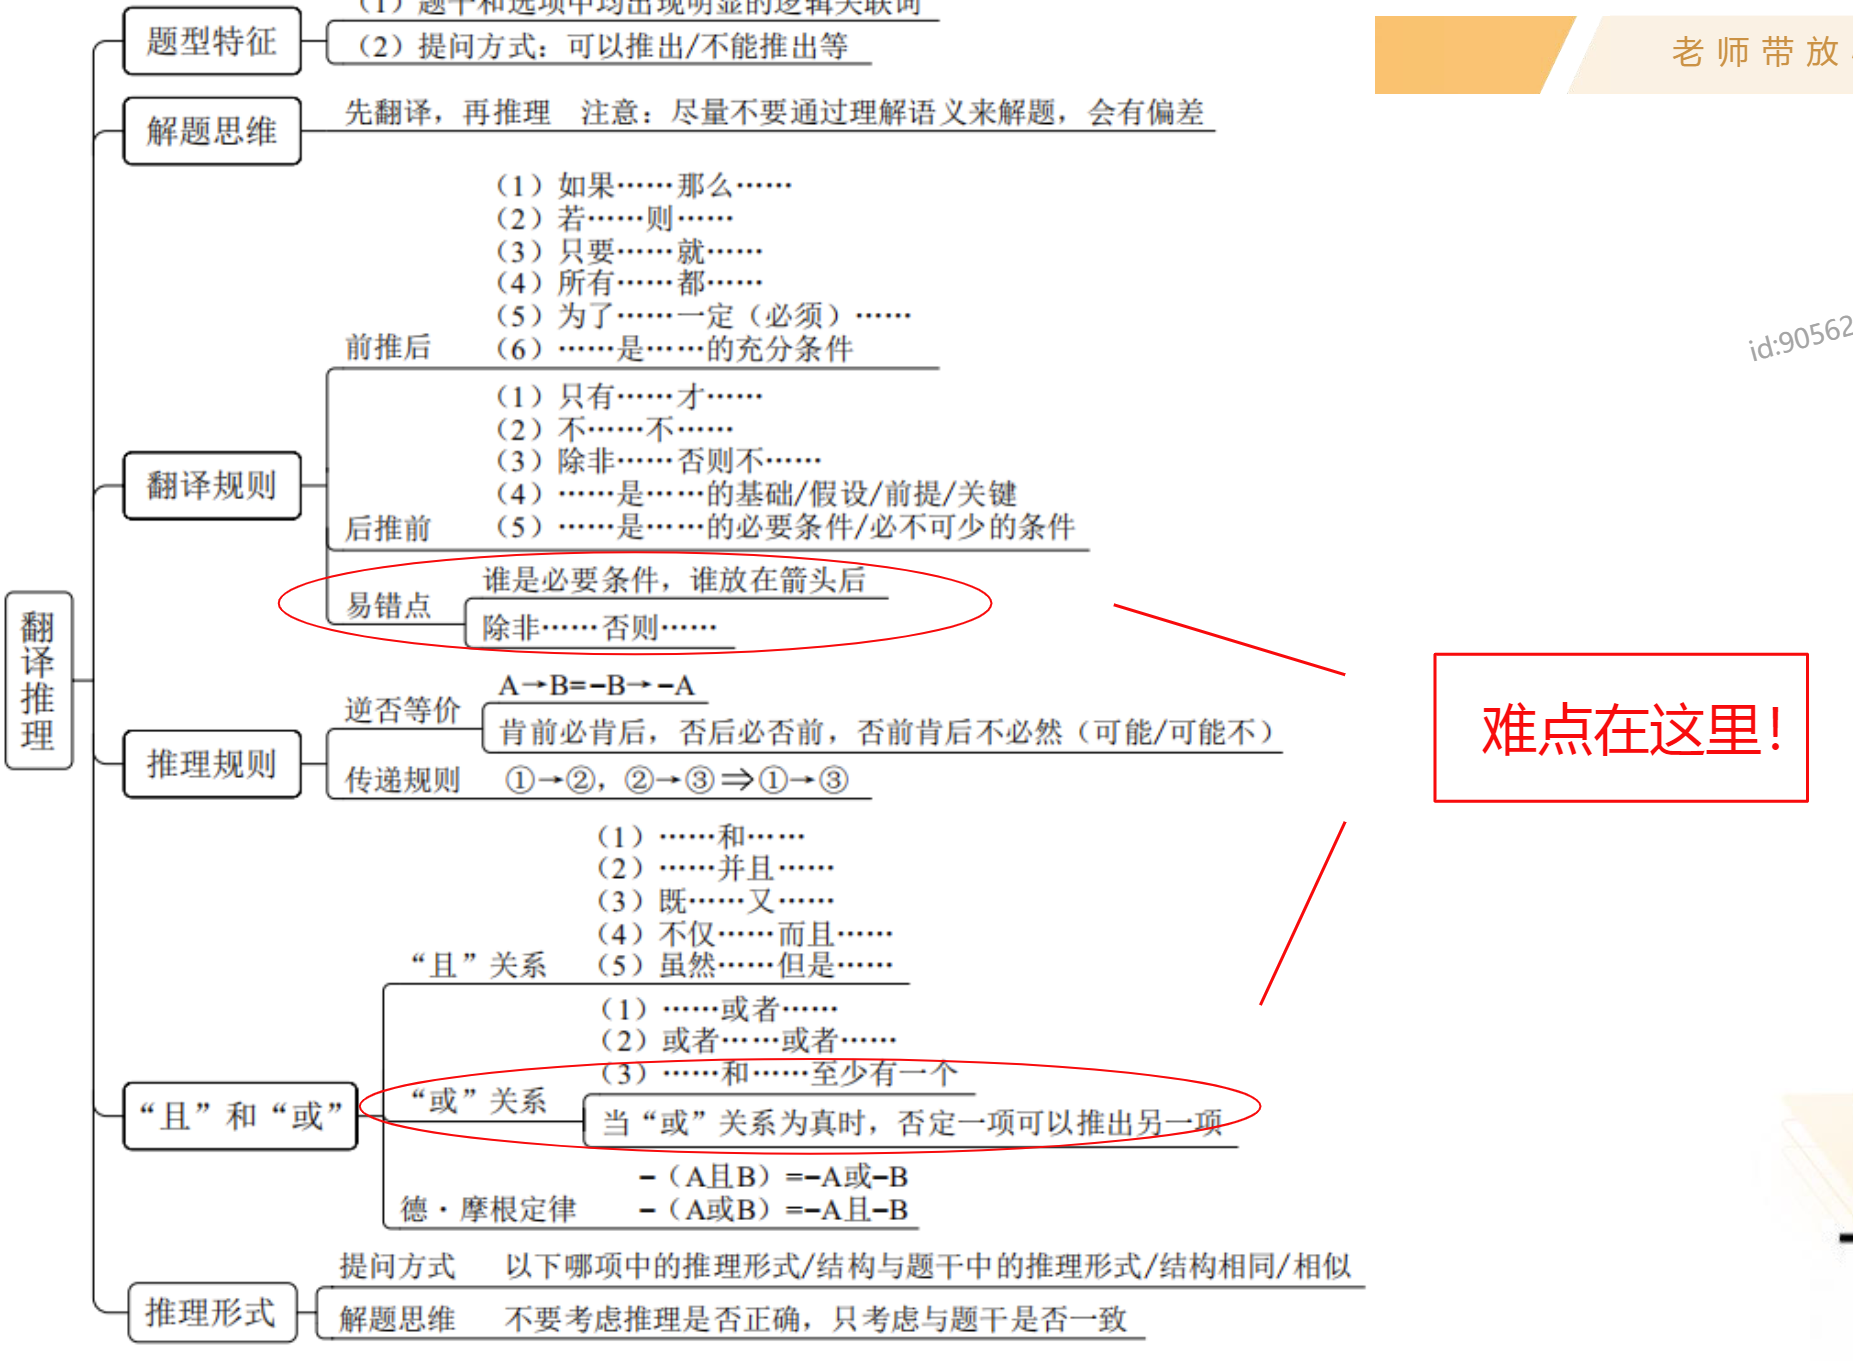 (1)题干和选项中均出现明显的逻辑关联词
题型特征
(2)提问方式：可以推出/不能推出等
老师带放
解题思维
先翻译，再推理　注意：尽量不要通过理解语义来解题，会有偏差
(1)如果……那么……
(2)若……则……
(3)只要……就……
(4)所有……都……
(5)为了……一定（必须）……
前推后
(6)……是……的充分条件
id:90562
(1)只有……才……
(2)不……不……
(3)除非……否则不……
翻译规则
(4)……是……的基础/假设/前提/关键
后推前
(5)……是……的必要条件/必不可少的条件
谁是必要条件，谁放在箭头后
易错点
除非……否则……
翻译推理
A→B=-B→-A
逆否等价
肯前必肯后，否后必否前，否前肯后不必然（可能/可能不）
难点在这里！
推理规则
传递规则
①→②，②→③⇒①→③
(1)……和……
(2)……并且……
(3)既……又……
(4)不仅……而且……
“且”关系
(5)虽然……但是……
(1)……或者……
(2)或者……或者……
(3)……和……至少有一个
“或”关系
“且”和“或”
当“或”关系为真时，否定一项可以推出另一项
-（A且B）=-A或-B
德·摩根定律
-（A或B）=-A且-B
提问方式
以下哪项中的推理形式/结构与题干中的推理形式/结构相同/相似
推理形式
解题思维
不要考虑推理是否正确，只考虑与题干是否一致